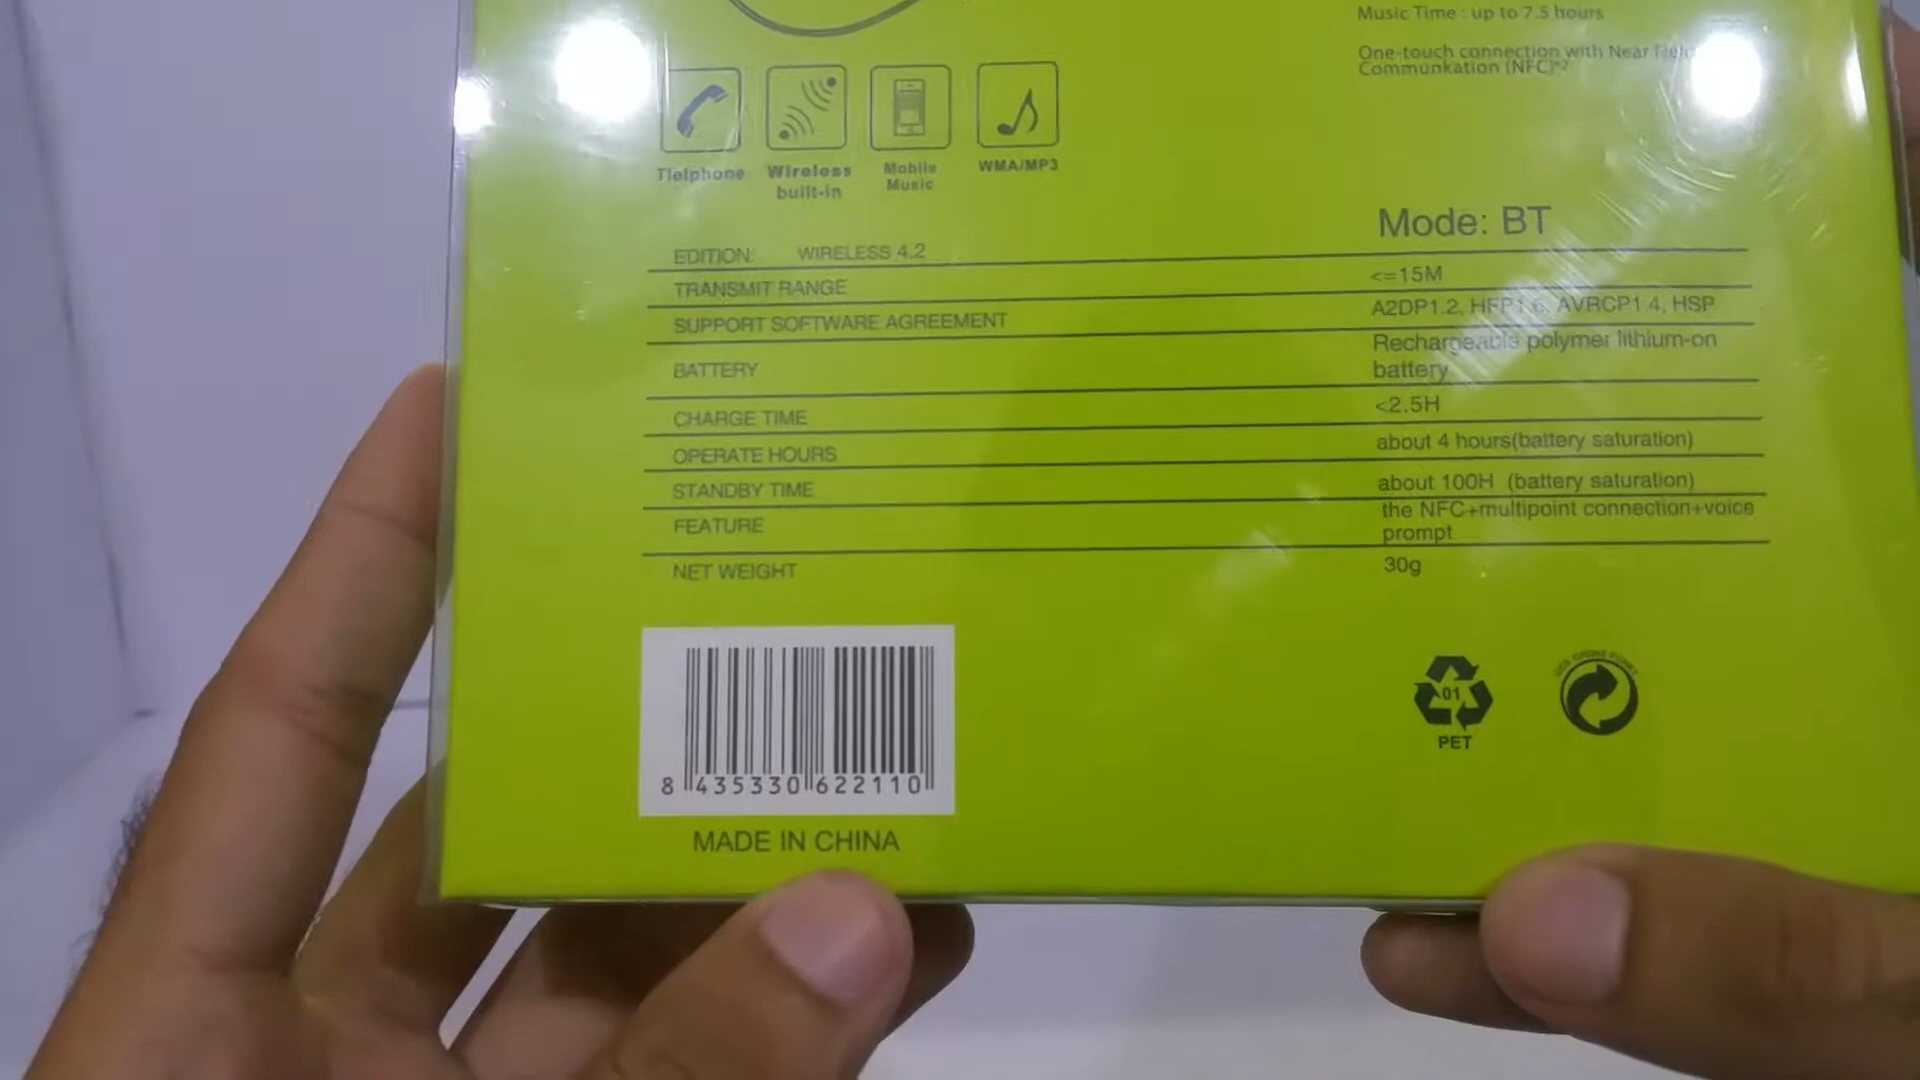 Music Time : up to 7.5 hours
One-touch connection with Near Field
Communkation (NFC)*2
Tlelphone
Wireless
built-in
Mobile
Music
WMA/MP3
Mode: BT
EDITION: WIRELESS 4.2
TRANSMIT RANGE <=15M
SUPPORT SOFTWARE AGREEMENT A2DP1.2, HFP1.6, AVRCP1.4, HSP
BATTERY Rechargeable polymer lithium-on
battery
CHARGE TIME <2.5H
OPERATE HOURS about 4 hours(battery saturation)
STANDBY TIME about 100H (battery saturation)
FEATURE the NFC+multipoint connection+voice
prompt
NET WEIGHT 30g
8 435330 622110
MADE IN CHINA
01
PET